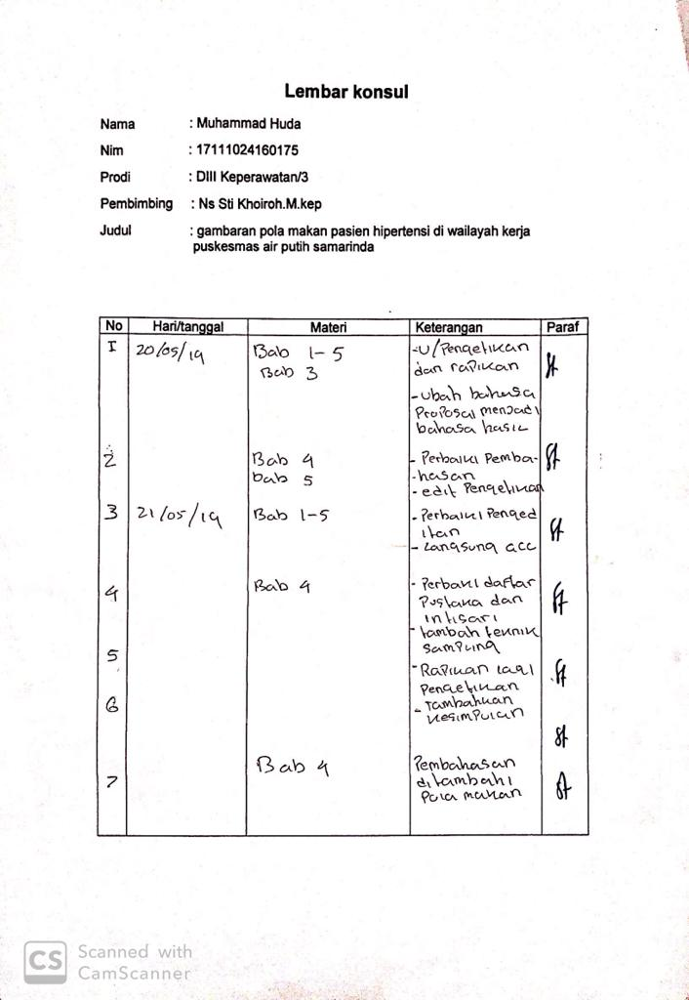 Lembar konsul
Nama : Muhammad Huda
Nim : 17111024160175
Prodi : DIII Keperawatan/3
Pembimbing : Ns Sti Khoiroh.M.kep
Judul : gambaran pola makan pasien hipertensi di wailayah kerja
puskesmas air putih samarinda
No Hari/tanggal Materi Keterangan Paraf
1 20/05/19 Bab 1-5 -U/Pengetikan
Bab 3 dan rapikan
- Ubah bahasa
Proposal menjadi
bahasa hasil
2 Bab 4 - Perbaiki Pemba-
bab 5 -hasan
- edit Pengetikan
3 21/05/19 Bab 1-5 - Perbaiki Penged
itan
- Langsung acc
4 Bab 4 - Perbaki daftar
Pustaka dan
intisari
- tambah teknik
5 sampling
- Rapikan lagi
Pengetikan
6 - Tambahkan
kesimpulan
7 Bab 4 Pembahasan
ditambahi
Pola makan
CS Scanned with
CamScanner